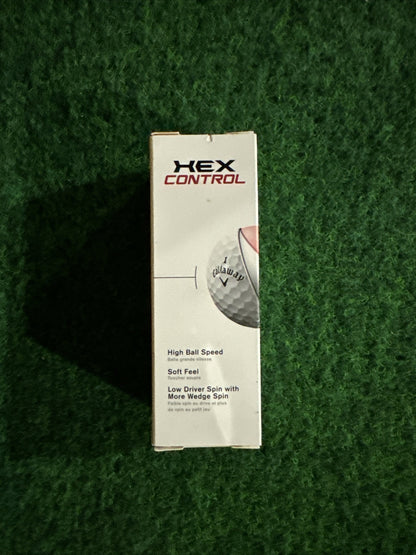 HEX
CONTROL
1
Callaway
High Ball Speed
Balle grande vitesse
Soft Feel
Toucher souple
Low Driver Spin with
More Wedge Spin
Faible spin au drive et plus
de spin au petit jeu